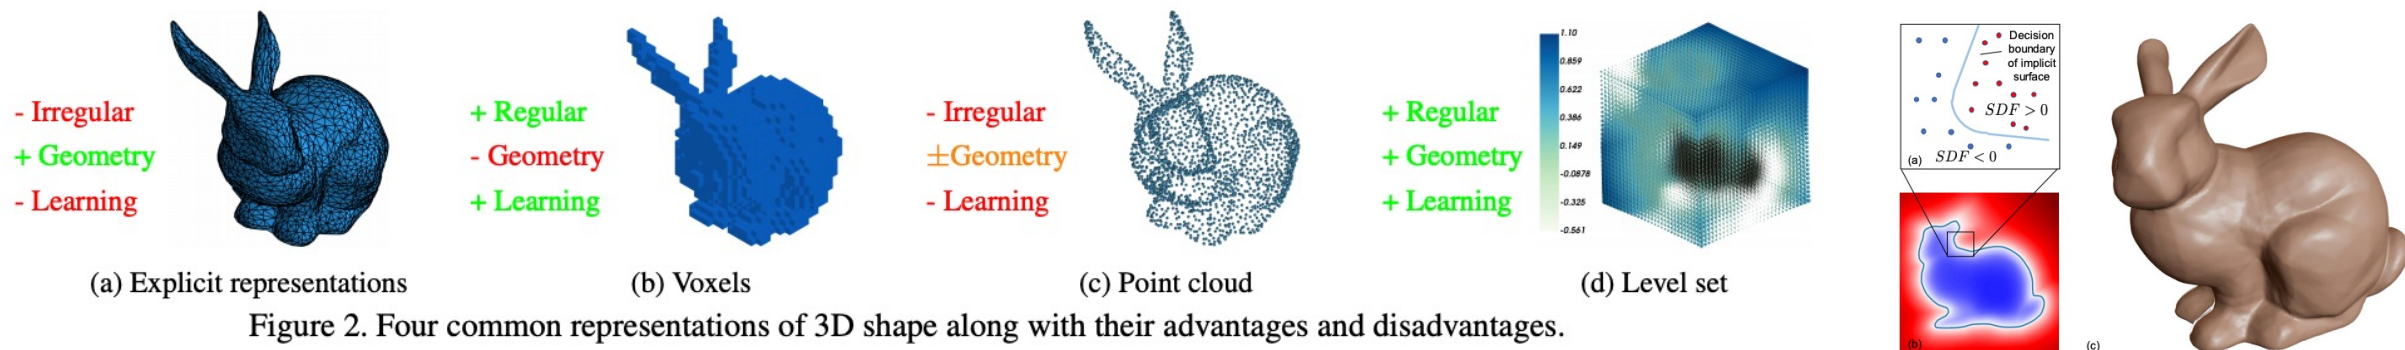 - Irregular
+ Geometry
- Learning
(a) Explicit representations
+ Regular
- Geometry
+ Learning
(b) Voxels
- Irregular
±Geometry
- Learning
(c) Point cloud
+ Regular
+ Geometry
+ Learning
1.10
0.859
0.622
0.386
0.149
-0.0878
-0.325
-0.561
(d) Level set
Figure 2. Four common representations of 3D shape along with their advantages and disadvantages.
Decision
boundary
of implicit
surface
SDF > 0
(a) SDF < 0
(b)
(c)